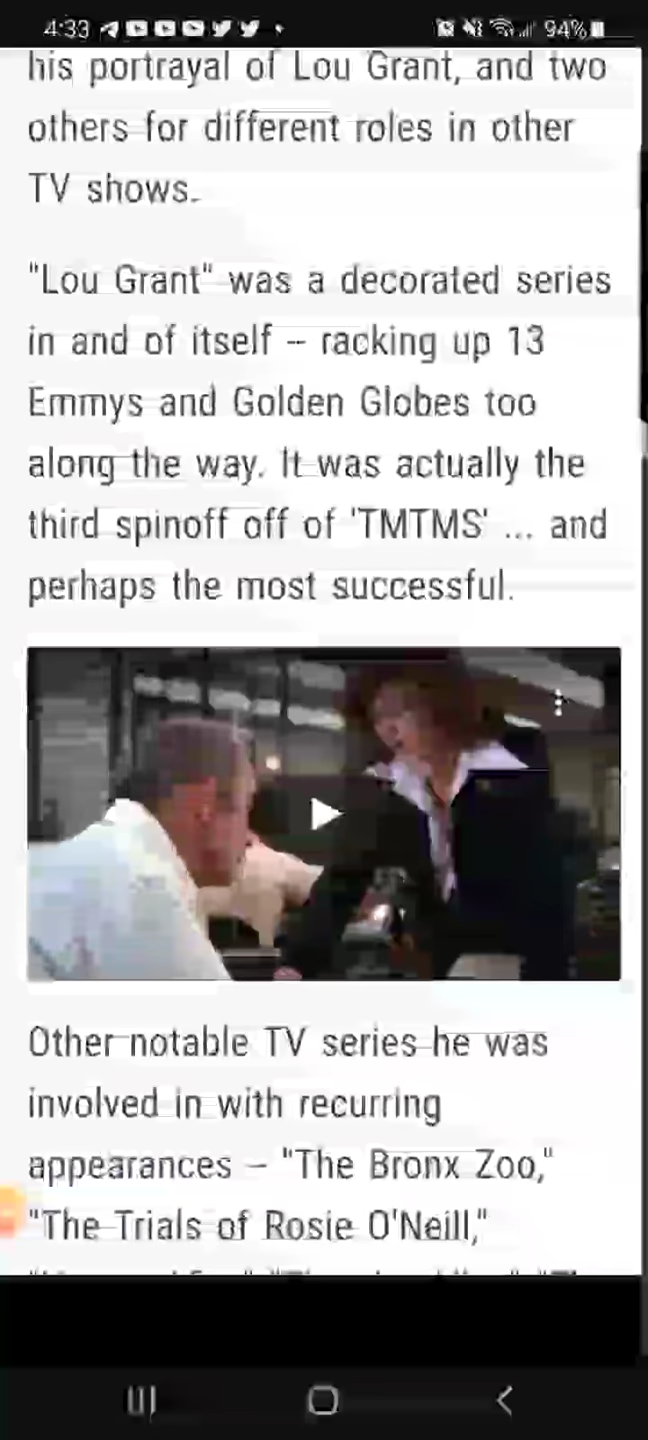 4:33
94%
his portrayal of Lou Grant, and two
others for different roles in other
TV shows.
"Lou Grant" was a decorated series
in and of itself – racking up 13
Emmys and Golden Globes too
along the way. It was actually the
third spinoff off of 'TMTMS' ... and
perhaps the most successful.
Other notable TV series he was
involved in with recurring
appearances – "The Bronx Zoo,"
"The Trials of Rosie O'Neill,"